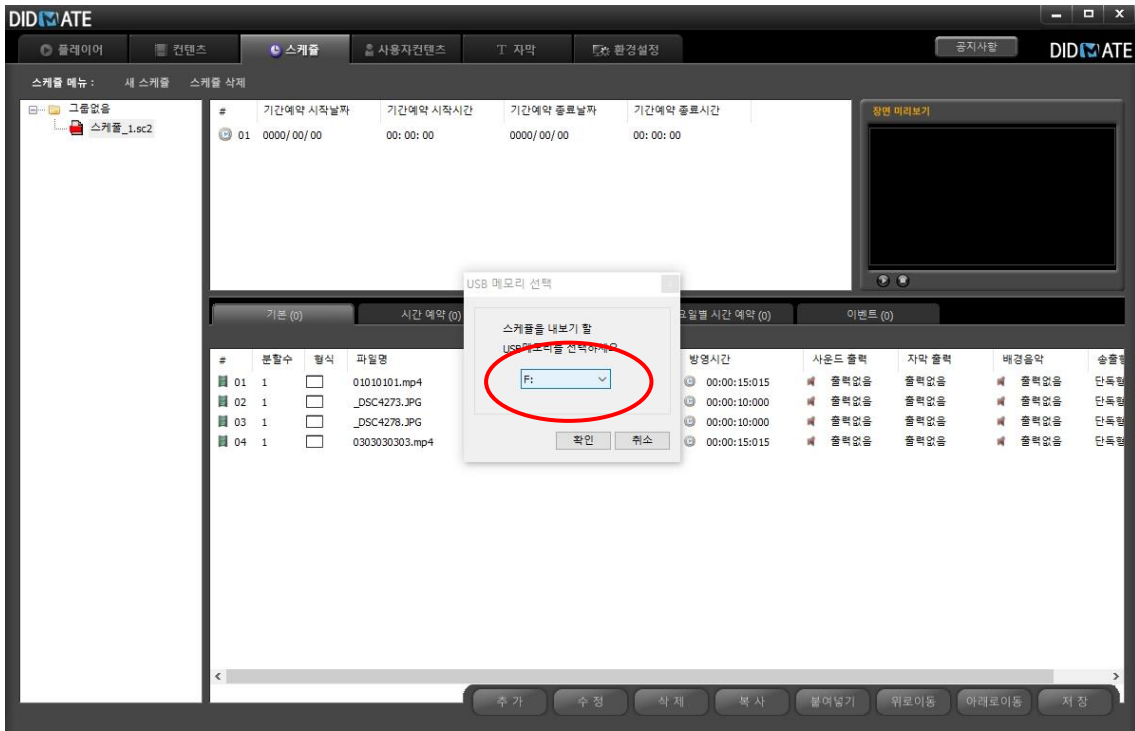 DIDMATE
플레이어 컨텐츠 스케줄 사용자컨텐츠 T 자막 환경설정 공지사항 DIDMATE
스케줄 메뉴 : 새 스케줄 스케줄 삭제
그룹없음
스케줄_1.sc2
# 기간예약 시작날짜 기간예약 시작시간 기간예약 종료날짜 기간예약 종료시간
01 0000/00/00 00: 00: 00 0000/00/00 00: 00: 00
장면 미리보기
USB 메모리 선택
스케쥴을 내보기 할
USB메모리를 선택하세요
F:
확인 취소
기본 (0) 시간 예약 (0) 요일별 시간 예약 (0) 이벤트 (0)
# 분할수 형식 파일명 방영시간 사운드 출력 자막 출력 배경음악 송출형
01 1 01010101.mp4 00:00:15:015 출력없음 출력없음 출력없음 단독형
02 1 _DSC4273.JPG 00:00:10:000 출력없음 출력없음 출력없음 단독형
03 1 _DSC4278.JPG 00:00:10:000 출력없음 출력없음 출력없음 단독형
04 1 0303030303.mp4 00:00:15:015 출력없음 출력없음 출력없음 단독형
추 가 수 정 삭 제 복 사 붙여넣기 위로이동 아래로이동 저 장